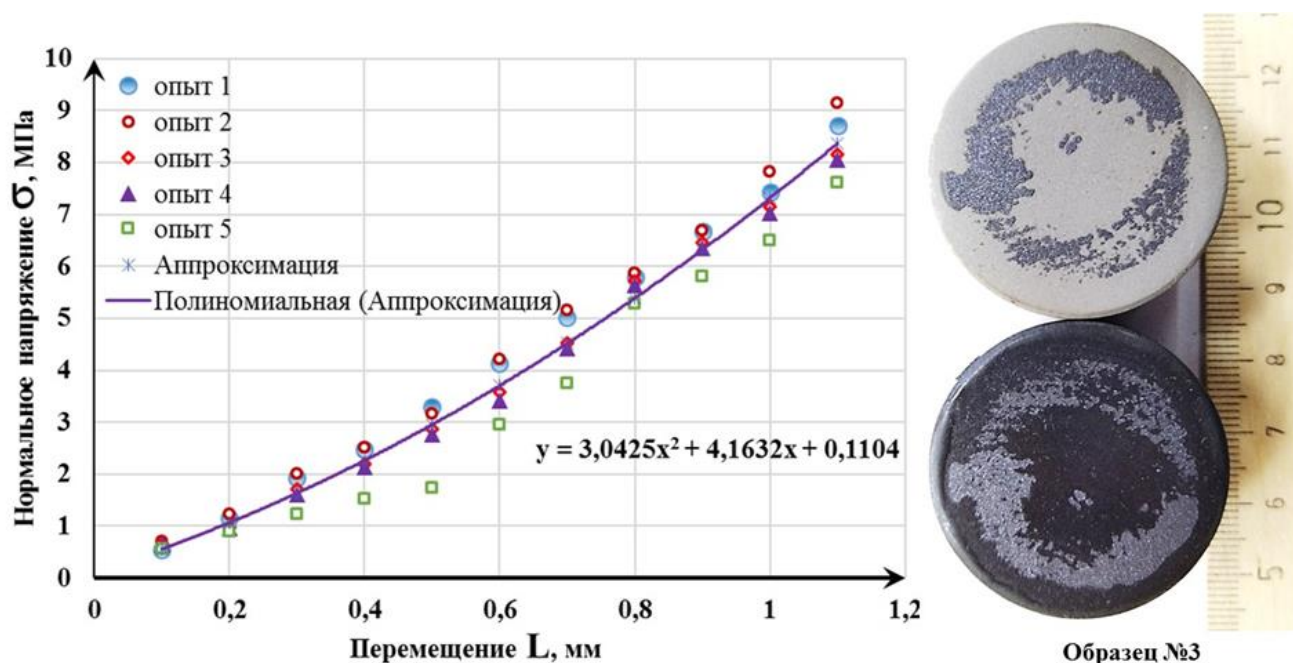 Нормальное напряжение σ, МПа
10
9
8
7
6
5
4
3
2
1
0
опыт 1
опыт 2
опыт 3
опыт 4
опыт 5
Аппроксимация
Полиномиальная (Аппроксимация)
y = 3,0425x² + 4,1632x + 0,1104
0 0,2 0,4 0,6 0,8 1 1,2
Перемещение L, мм
12
11
10
9
8
7
6
5
Образец №3